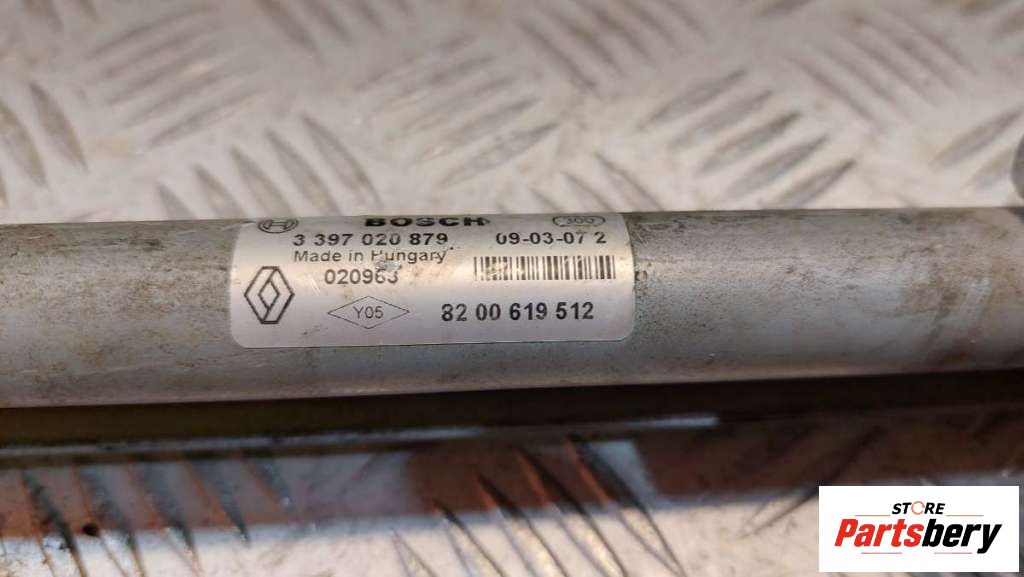 BOSCH 300
3 397 020 879 09-03-07 2
Made in Hungary
020963
Y05 82 00 619 512
STORE
Partsbery